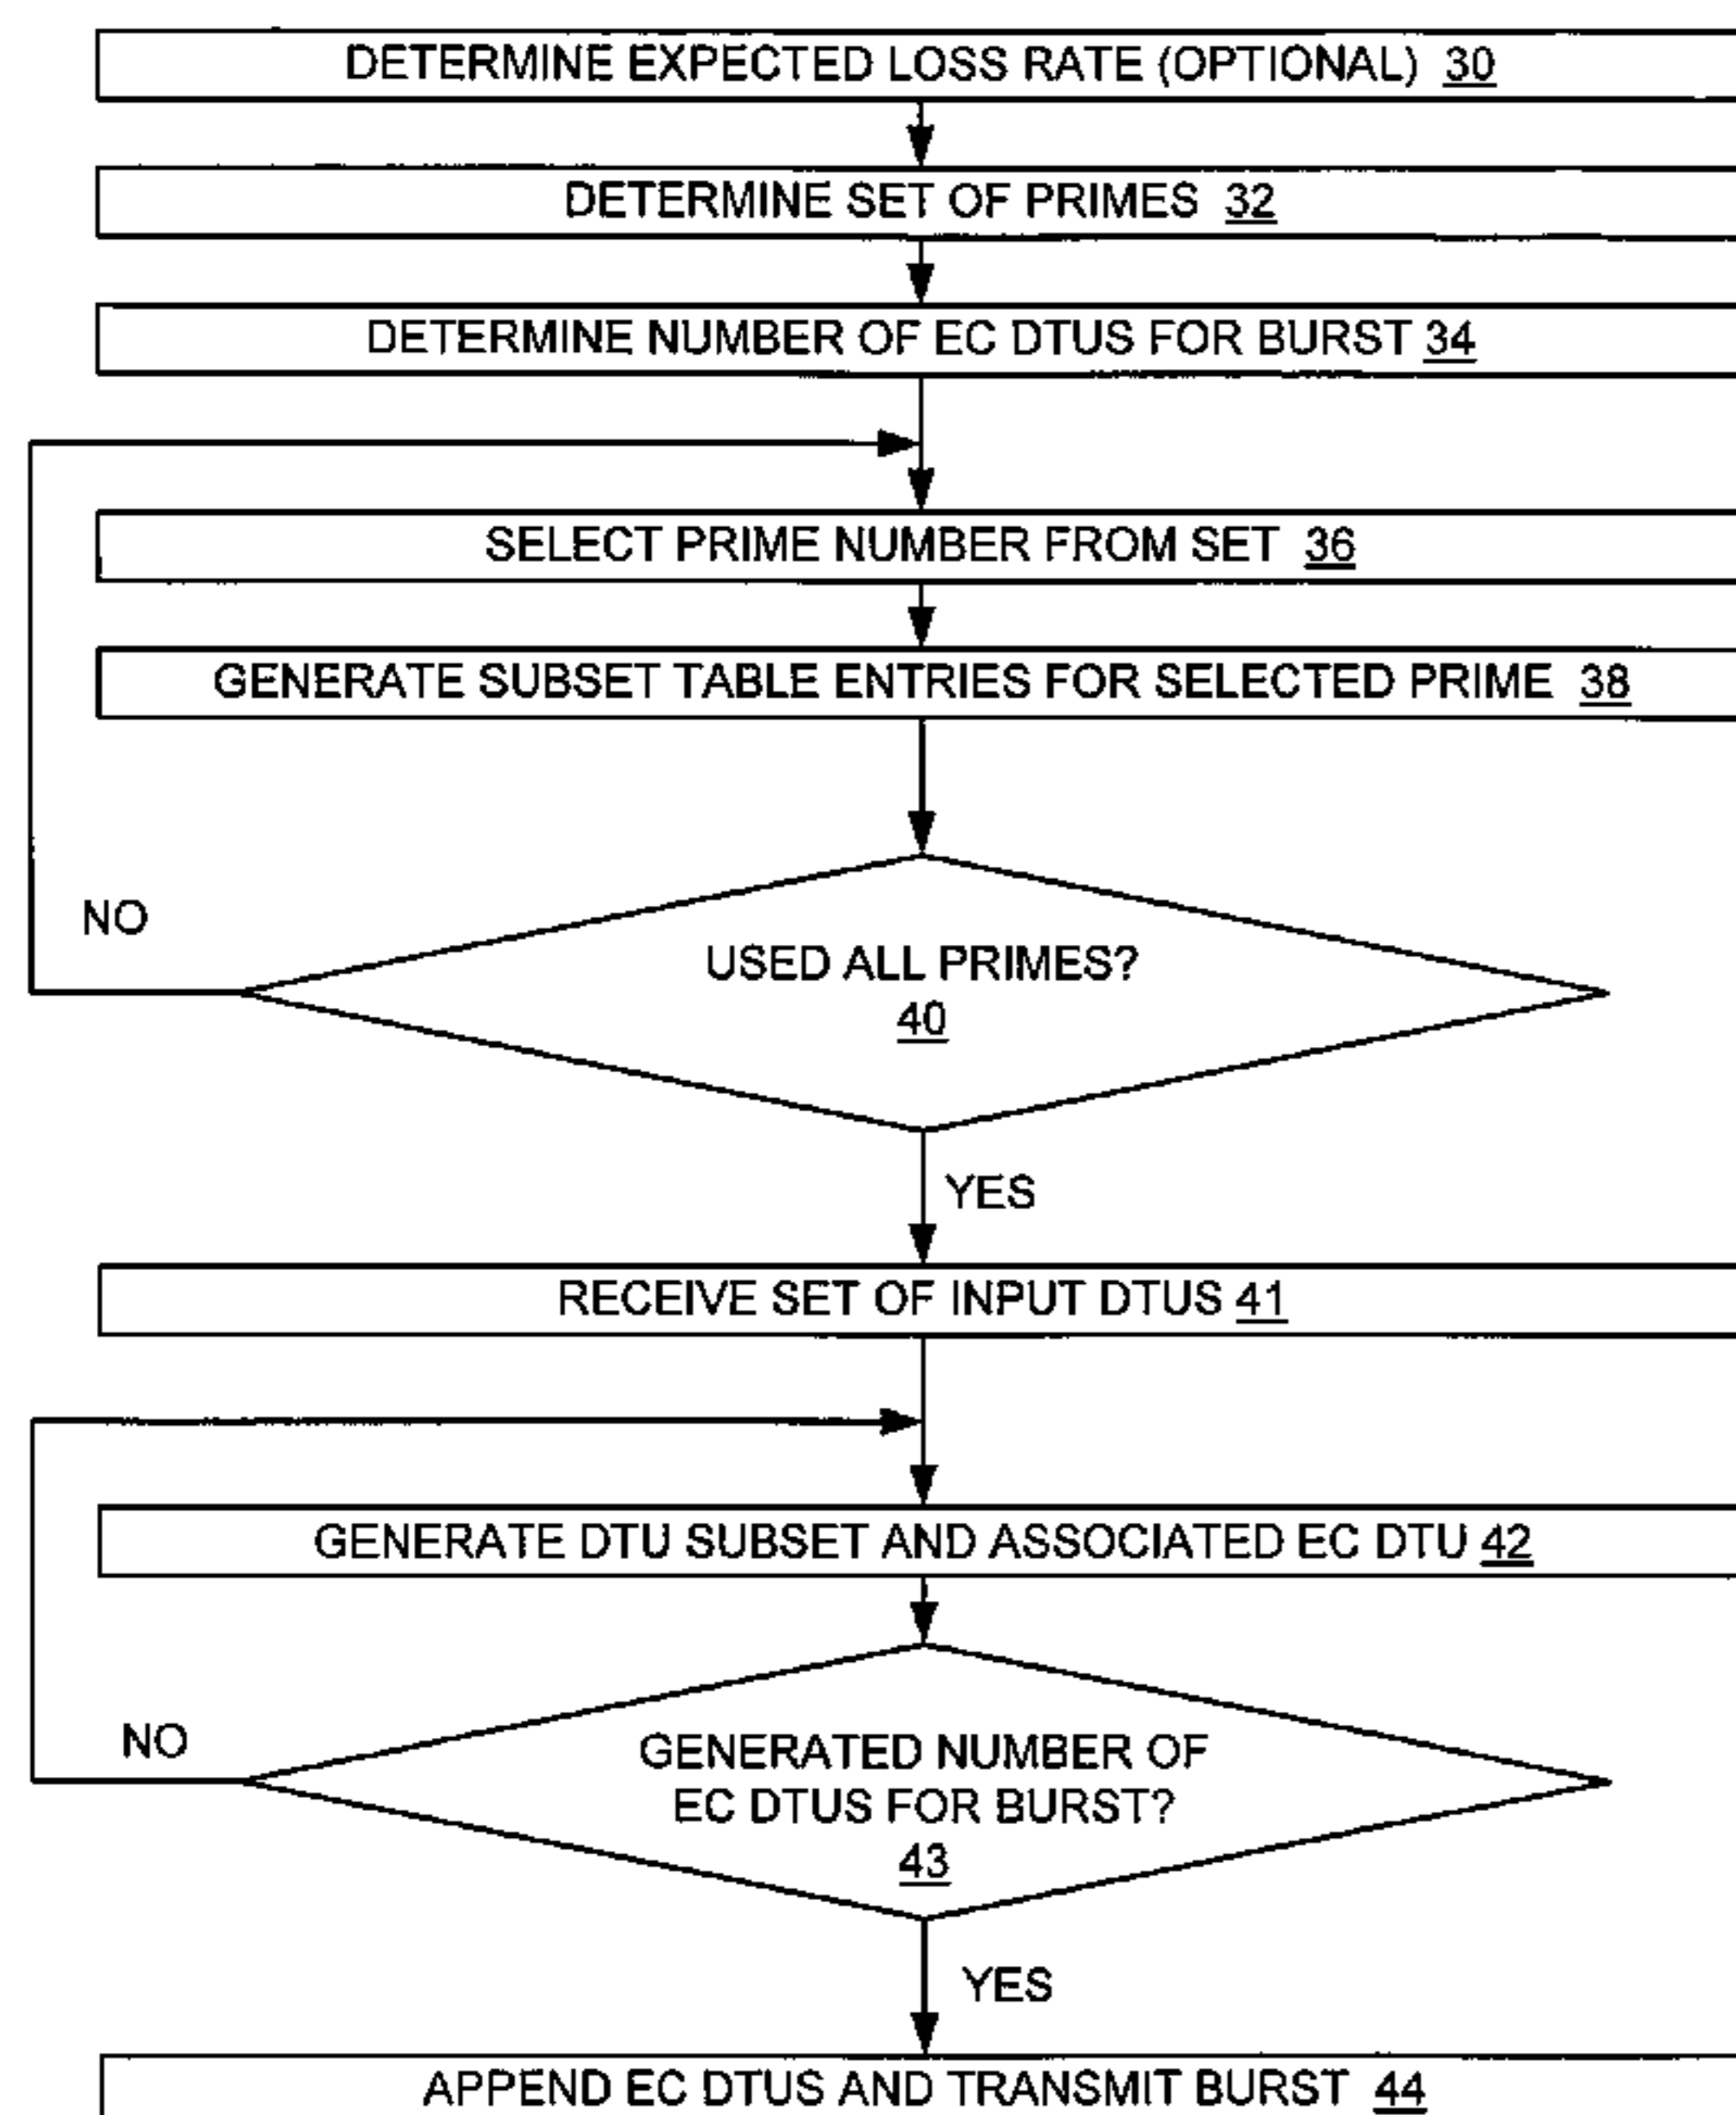 DETERMINE EXPECTED LOSS RATE (OPTIONAL) 30
DETERMINE SET OF PRIMES 32
DETERMINE NUMBER OF EC DTUS FOR BURST 34
SELECT PRIME NUMBER FROM SET 36
GENERATE SUBSET TABLE ENTRIES FOR SELECTED PRIME 38
NO
USED ALL PRIMES?
40
YES
RECEIVE SET OF INPUT DTUS 41
GENERATE DTU SUBSET AND ASSOCIATED EC DTU 42
NO
GENERATED NUMBER OF
EC DTUS FOR BURST?
43
YES
APPEND EC DTUS AND TRANSMIT BURST 44